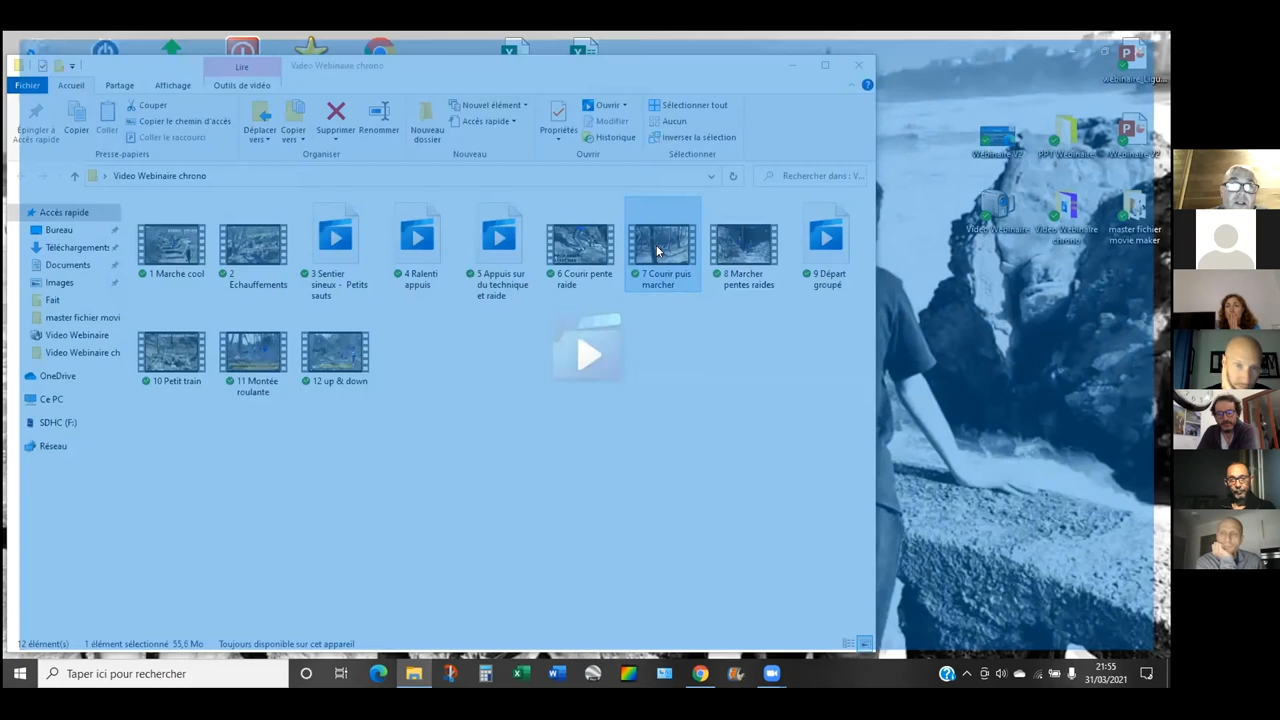 Lire
Video Webinaire chrono
Fichier
Accueil
Partage
Affichage
Outils de vidéo
Épingler à
Accès rapide
Copier
Coller
Couper
Copier le chemin d'accès
Coller le raccourci
Presse-papiers
Déplacer
vers
Copier
vers
Supprimer
Renommer
Organiser
Nouveau
dossier
Nouvel élément
Accès rapide
Nouveau
Propriétés
Ouvrir
Modifier
Historique
Ouvrir
Sélectionner tout
Aucun
Inverser la sélection
Sélectionner
Video Webinaire chrono
Rechercher dans : V...
Accès rapide
Bureau
Téléchargements
Documents
Images
Fait
master fichier movi
Video Webinaire
Video Webinaire ch
OneDrive
Ce PC
SDHC (F:)
Réseau
1 Marche cool
2
Echauffements
3 Sentier
sineux - Petits
sauts
4 Ralenti
appuis
5 Appuis sur
du technique
et raide
6 Courir pente
raide
7 Courir puis
marcher
8 Marcher
pentes raides
9 Départ
groupé
10 Petit train
11 Montée
roulante
12 up & down
12 élément(s)
1 élément sélectionné 55,6 Mo
Toujours disponible sur cet appareil
webinaire_Ligu...
Webinaire V2
PPT Webinaire
Webinaire V2
Video Webinaire
Video Webinaire
chrono
master fichier
movie maker
Taper ici pour rechercher
21:55
31/03/2021